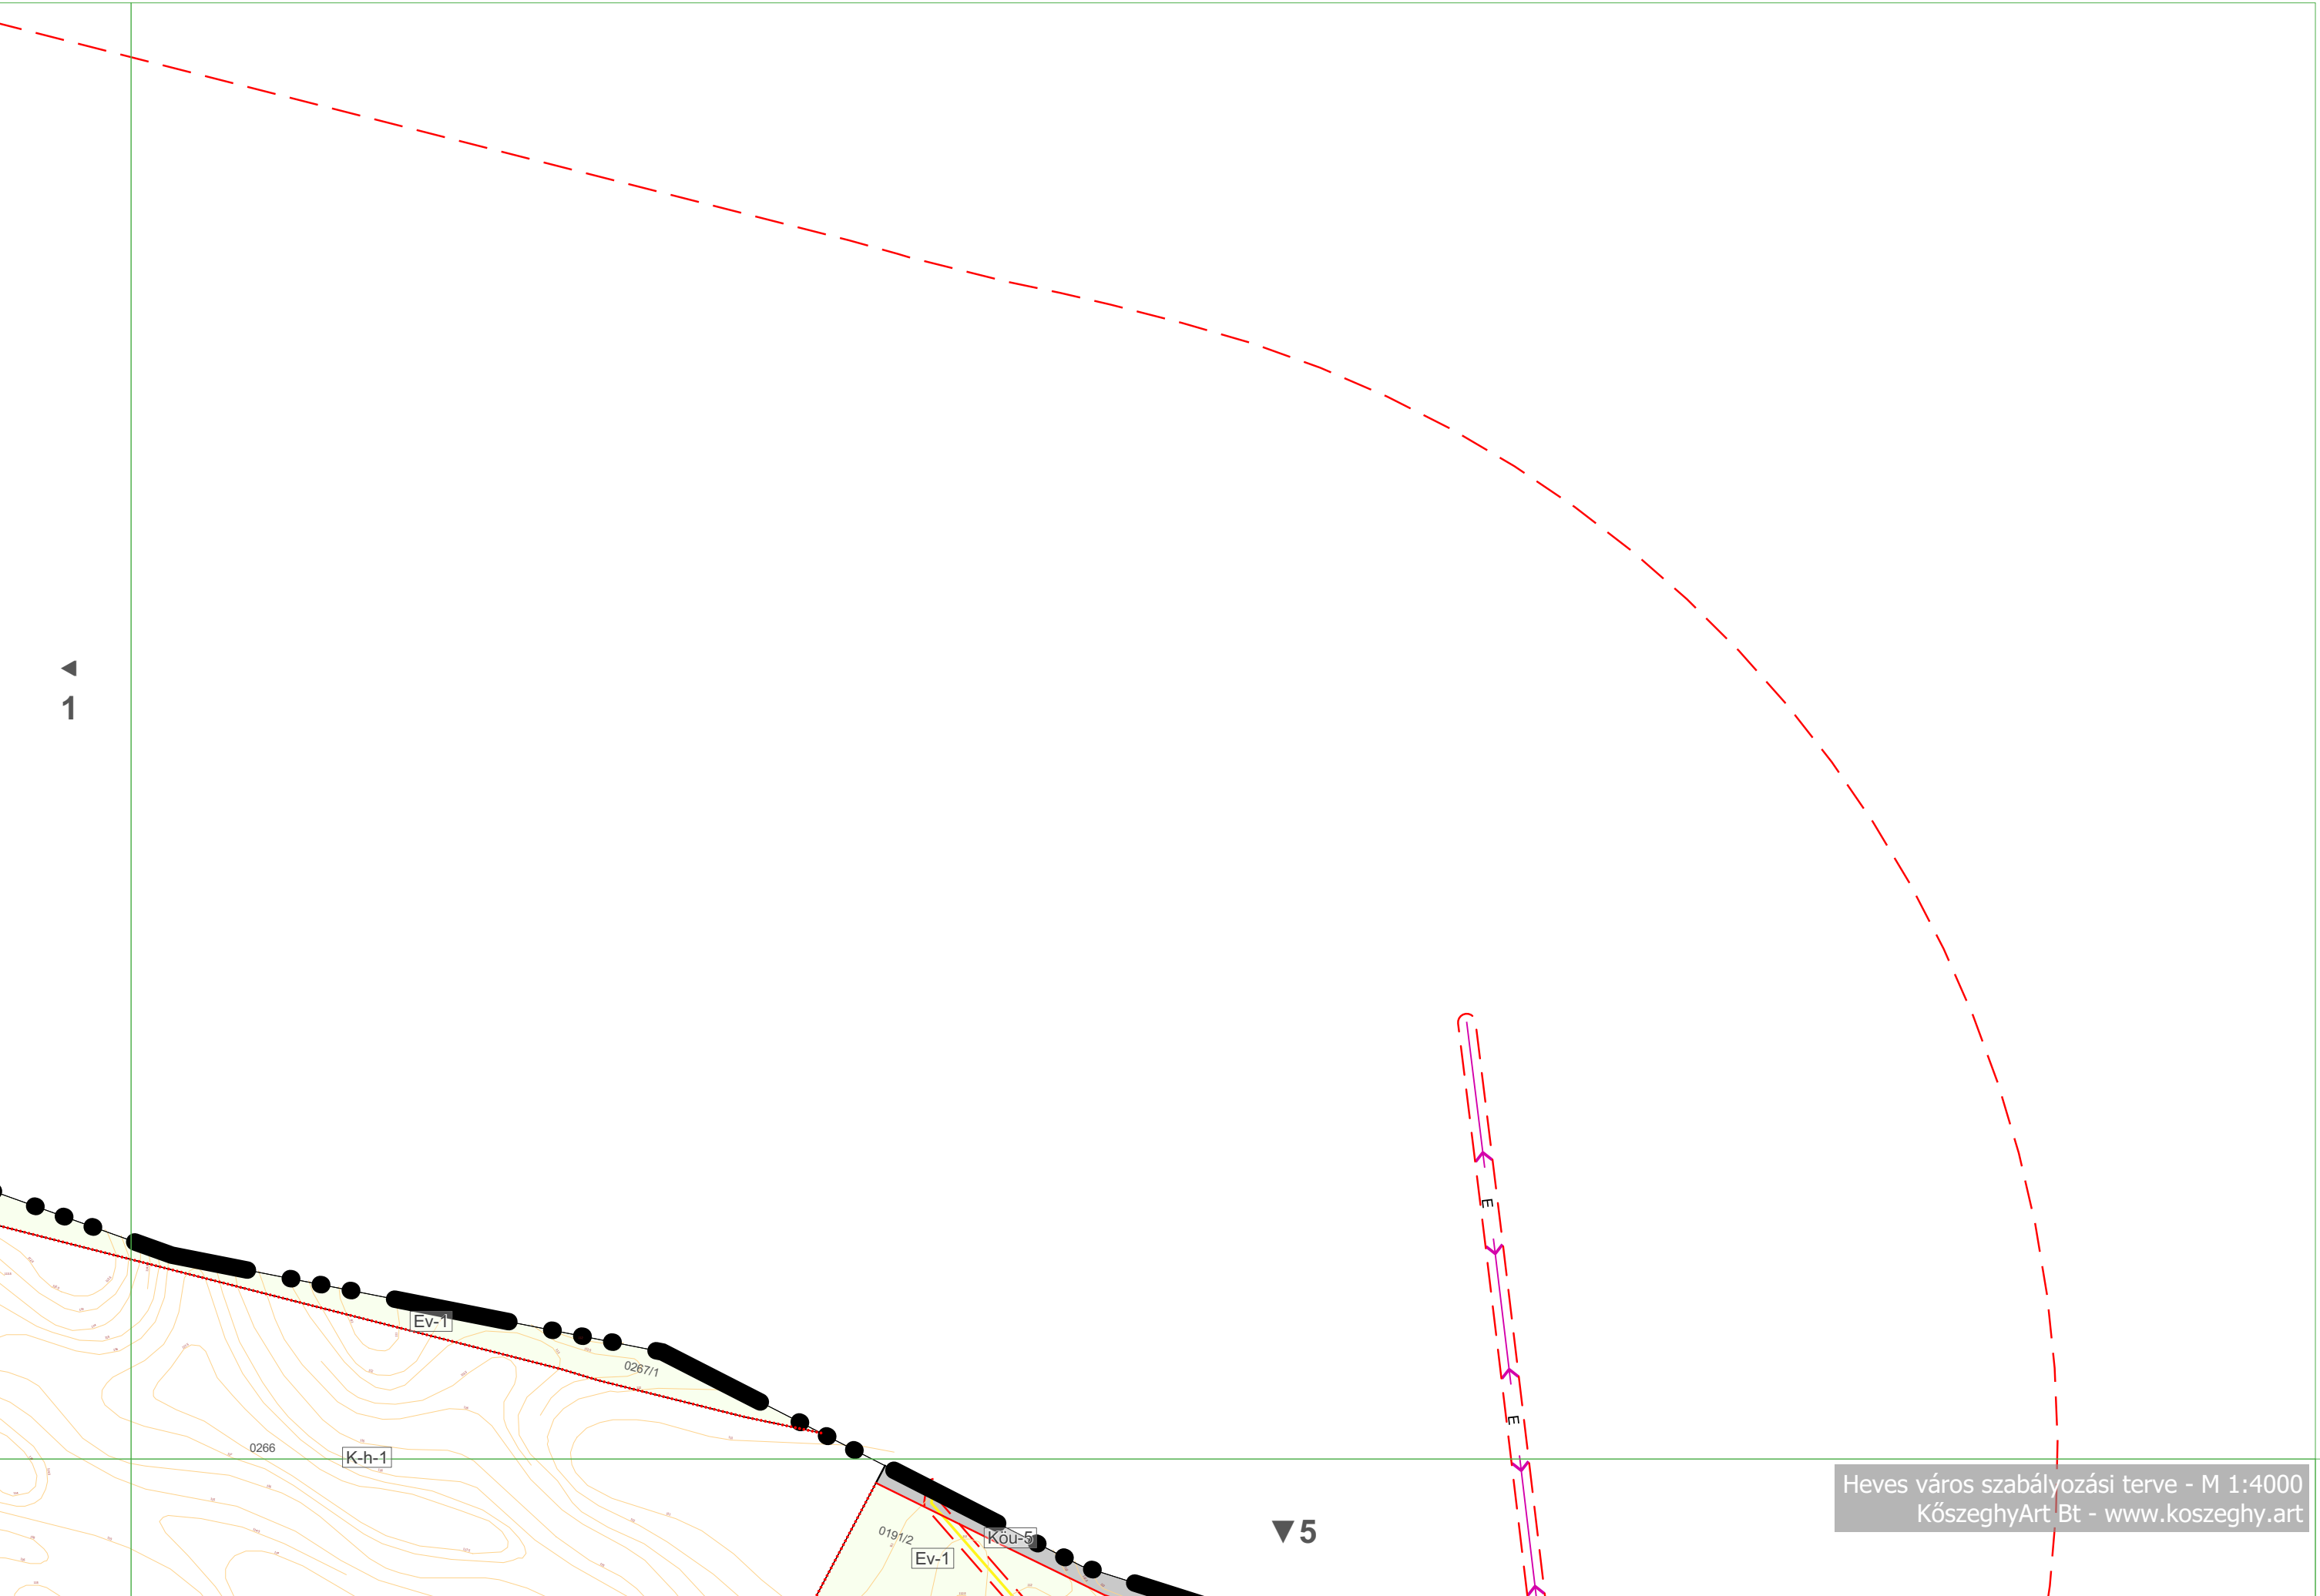 ◄
1
E
Ev-1
0267/1
E
0266
K-h-1
Heves város szabályozási terve - M 1:4000
KőszeghyArt Bt - www.koszeghy.art
▼5
0191/2
Köu-5
Ev-1